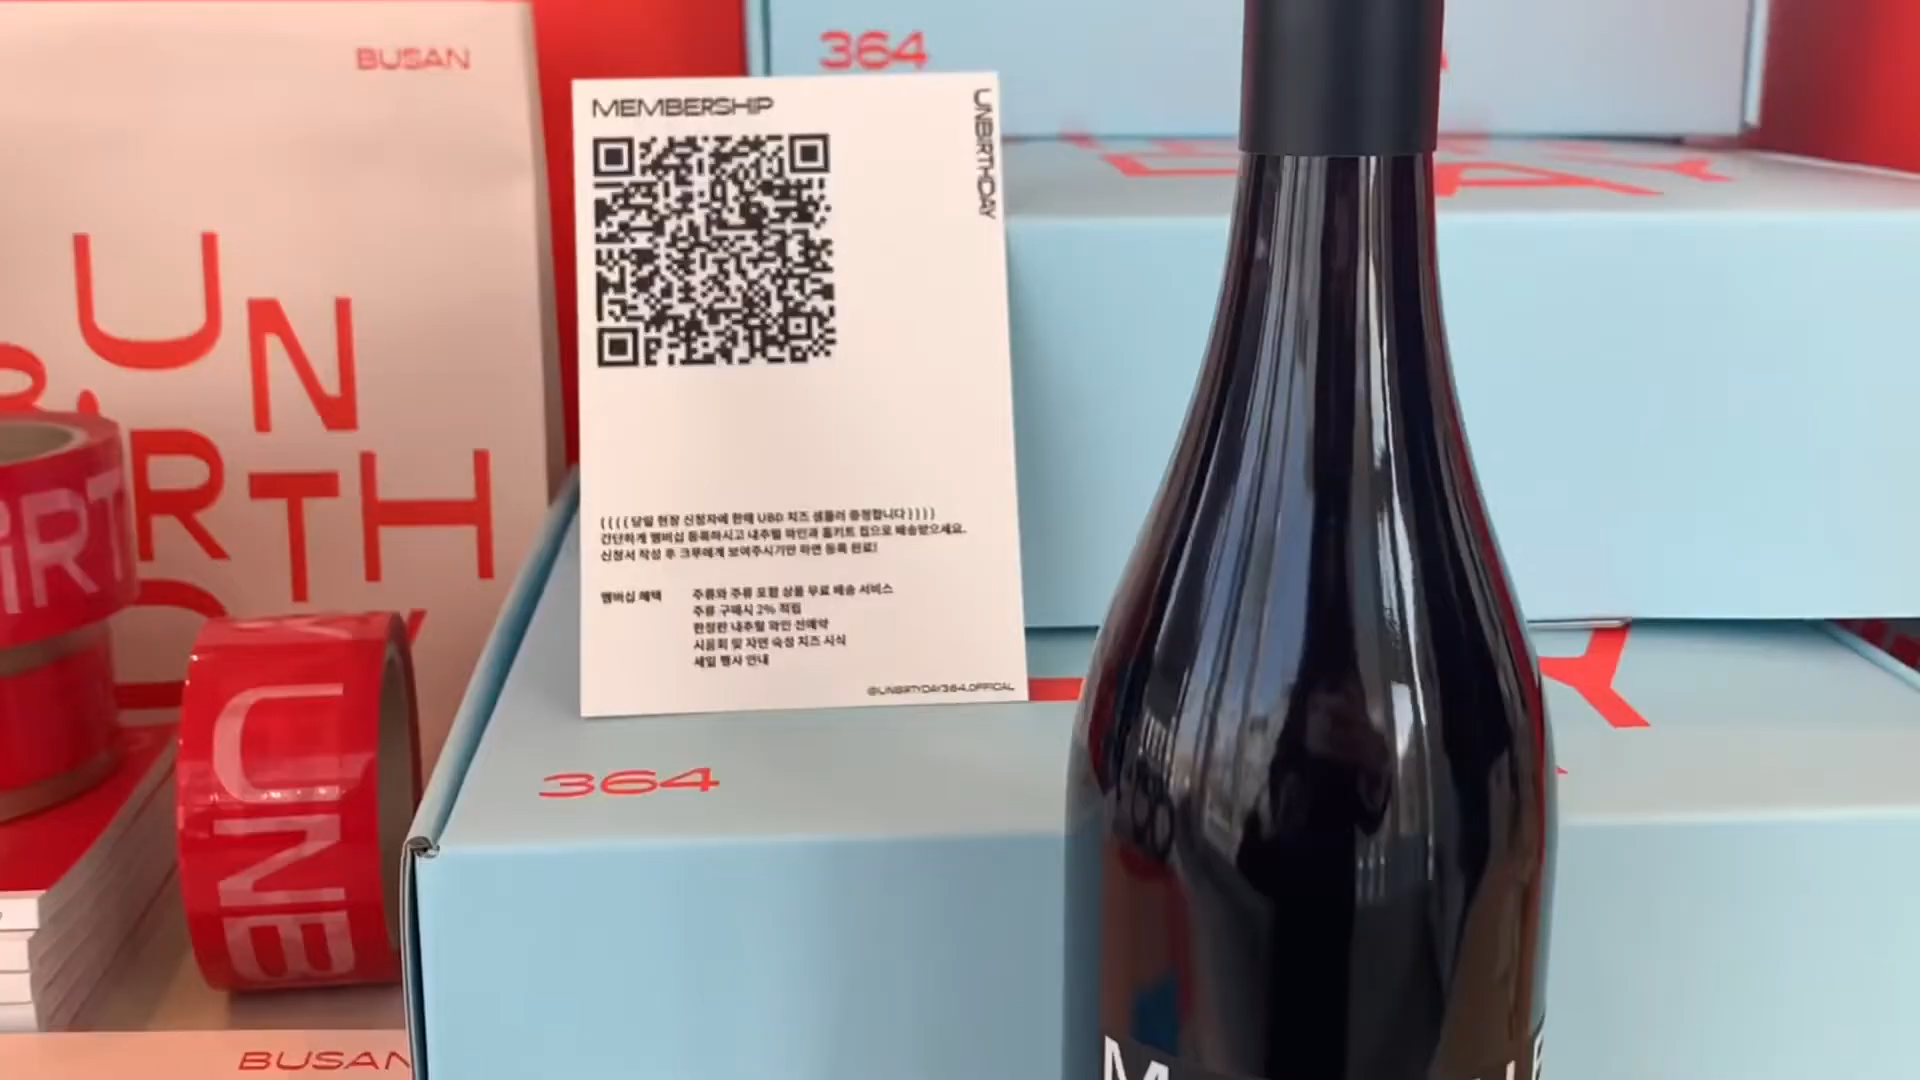 BUSAN
364
MEMBERSHIP
UNBIRTHDAY
UN
BIRTH
((((당일 현장 신청자에 한해 UBD 치즈 샘플러 증정합니다))))
간단하게 멤버십 등록하시고 내추럴 와인과 홈키트 집으로 배송받으세요.
신청서 작성 후 크루에게 보여주시기만 하면 등록 완료!
멤버십 혜택
주류와 주류 포함 상품 무료 배송 서비스
주류 구매시 2% 적립
한정판 내추럴 와인 선예약
시음회 및 자연 숙성 치즈 시식
세일 행사 안내
@UNBIRTYDAY364.OFFICAL
364
UNB
BUSAN